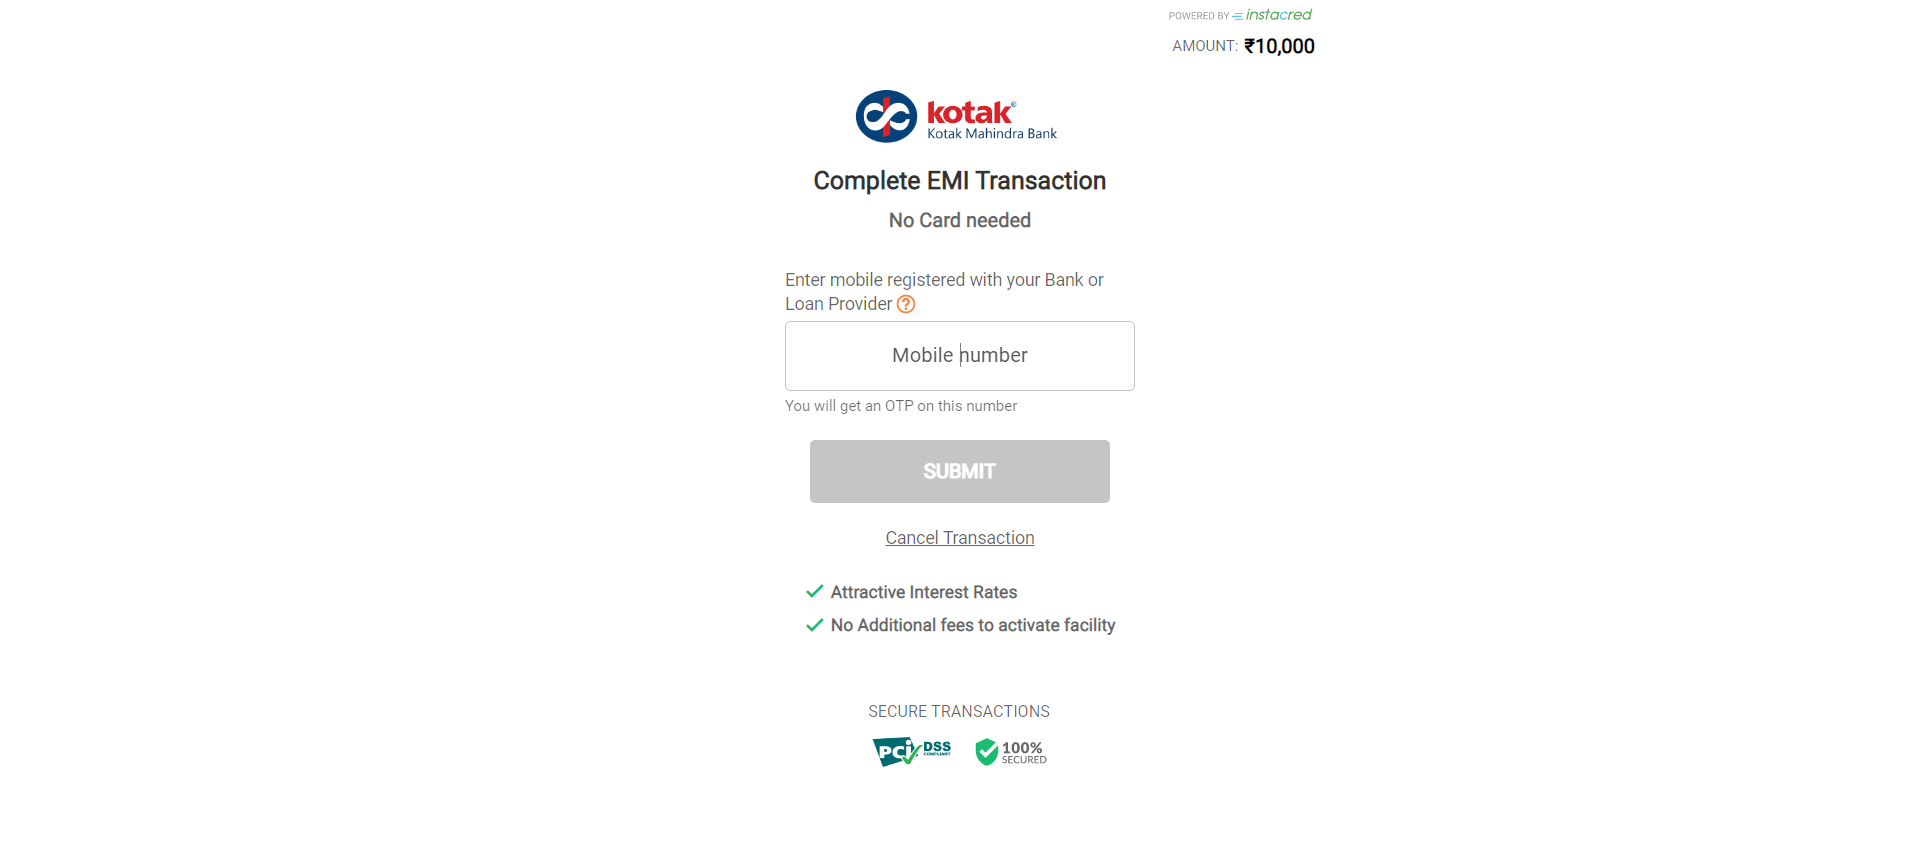 POWERED BY instacred
AMOUNT: ₹10,000
kotak®
Kotak Mahindra Bank
Complete EMI Transaction
No Card needed
Enter mobile registered with your Bank or
Loan Provider ?
Mobile number
You will get an OTP on this number
SUBMIT
Cancel Transaction
Attractive Interest Rates
No Additional fees to activate facility
SECURE TRANSACTIONS
PCi DSS
COMPLIANT
100%
SECURED